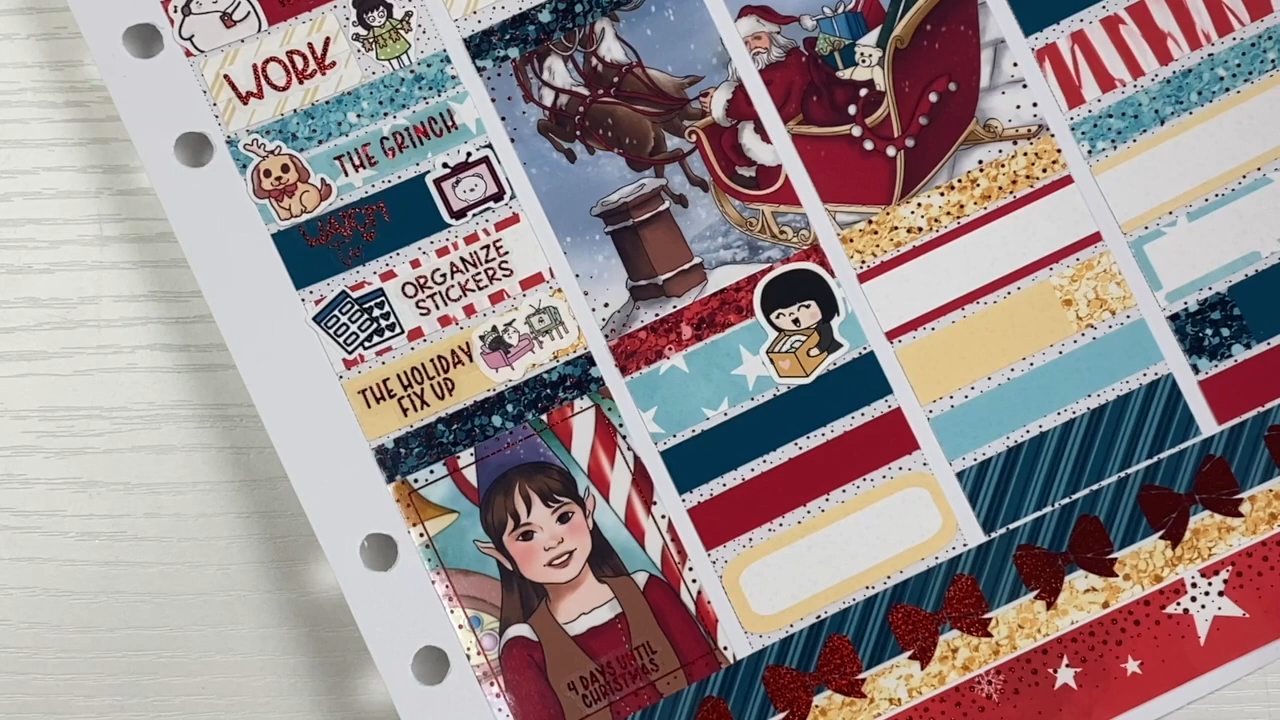 WORK
THE GRINCH
ORGANIZE
STICKERS
THE HOLIDAY
FIX UP
4 DAYS UNTIL
CHRISTMAS